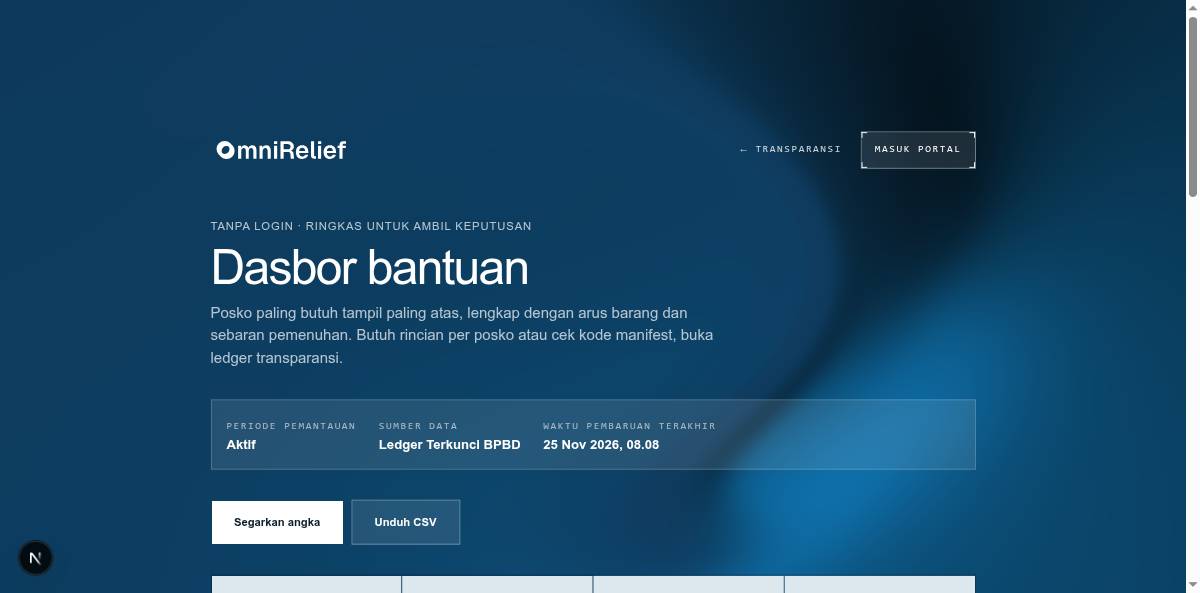 OmniRelief
← TRANSPARANSI
MASUK PORTAL
TANPA LOGIN · RINGKAS UNTUK AMBIL KEPUTUSAN
Dasbor bantuan
Posko paling butuh tampil paling atas, lengkap dengan arus barang dan
sebaran pemenuhan. Butuh rincian per posko atau cek kode manifest, buka
ledger transparansi.
PERIODE PEMANTAUAN
Aktif
SUMBER DATA
Ledger Terkunci BPBD
WAKTU PEMBARUAN TERAKHIR
25 Nov 2026, 08.08
Segarkan angka
Unduh CSV
N